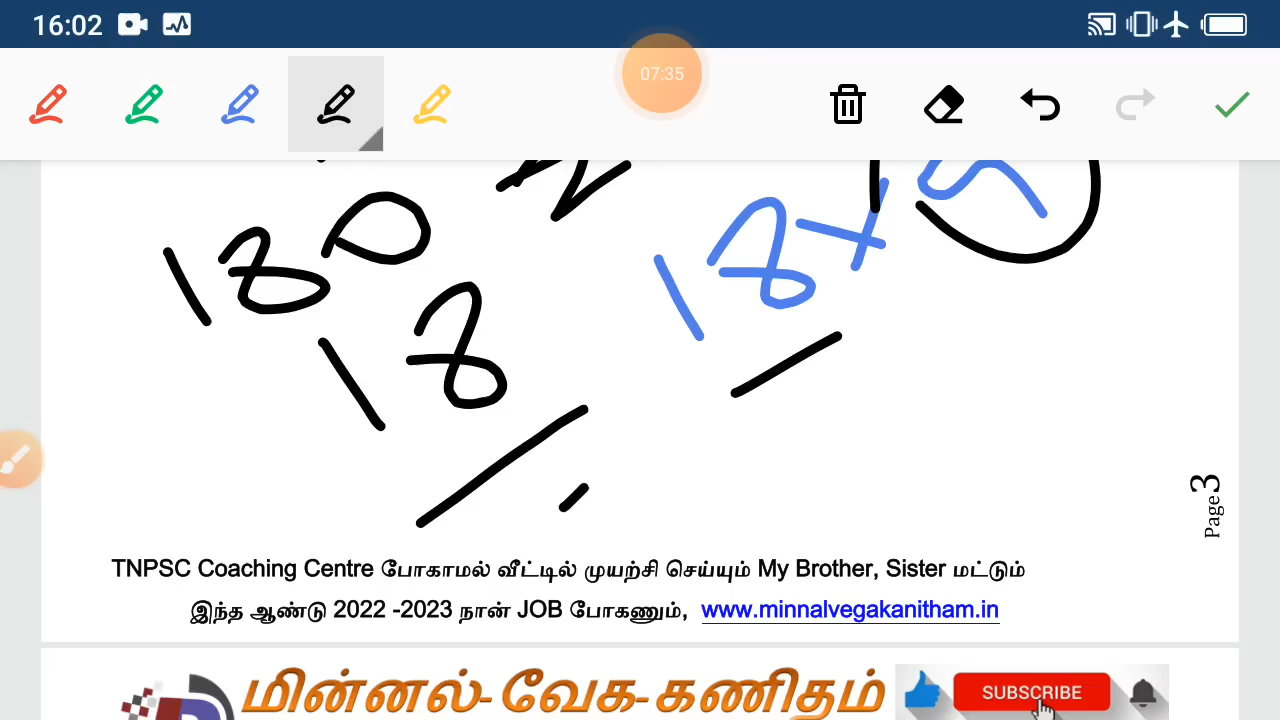 16:02
07:35
180
18+9
18
Page 3
TNPSC Coaching Centre போகாமல் வீட்டில் முயற்சி செய்யும் My Brother, Sister மட்டும்
இந்த ஆண்டு 2022 -2023 நான் JOB போகணும், www.minnalvegakanitham.in
மின்னல்-வேக-கணிதம்
SUBSCRIBE